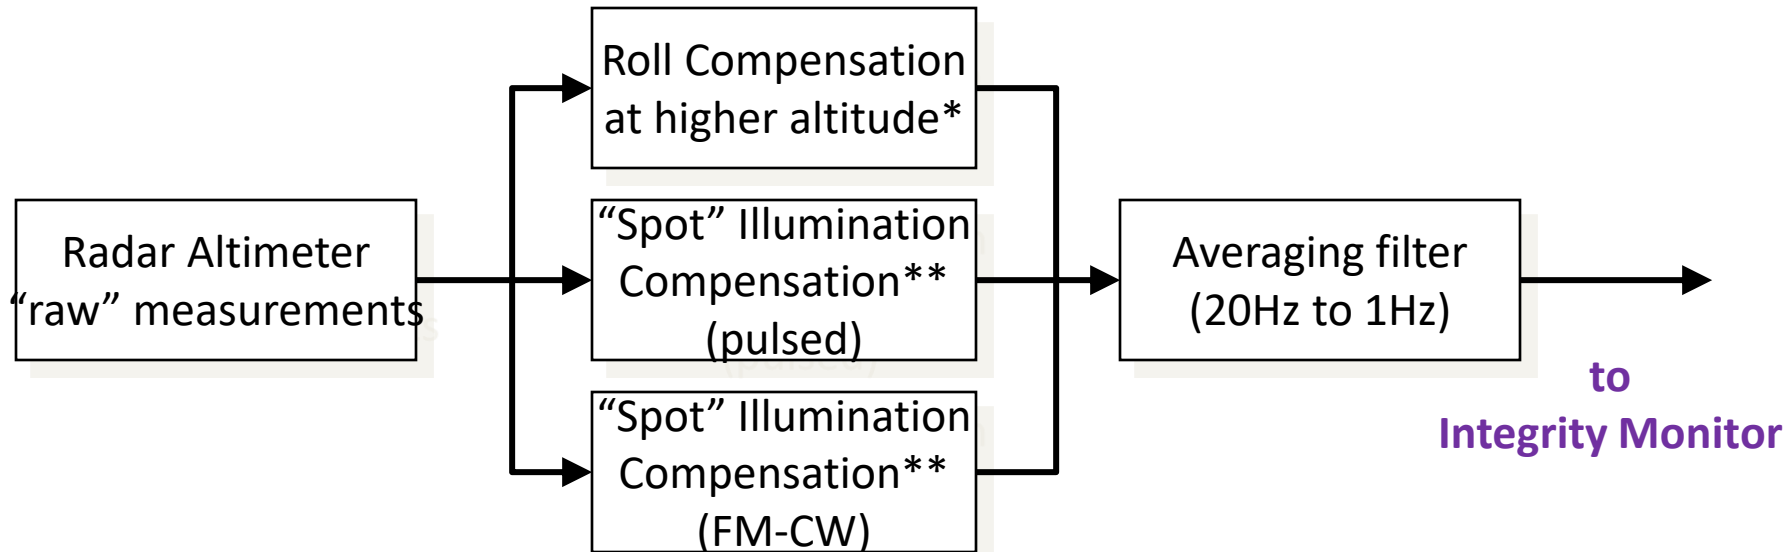 Radar Altimeter
“raw” measurements
Roll Compensation
at higher altitude*
“Spot” Illumination
Compensation**
(pulsed)
“Spot” Illumination
Compensation**
(FM-CW)
Averaging filter
(20Hz to 1Hz)
to
Integrity Monitor